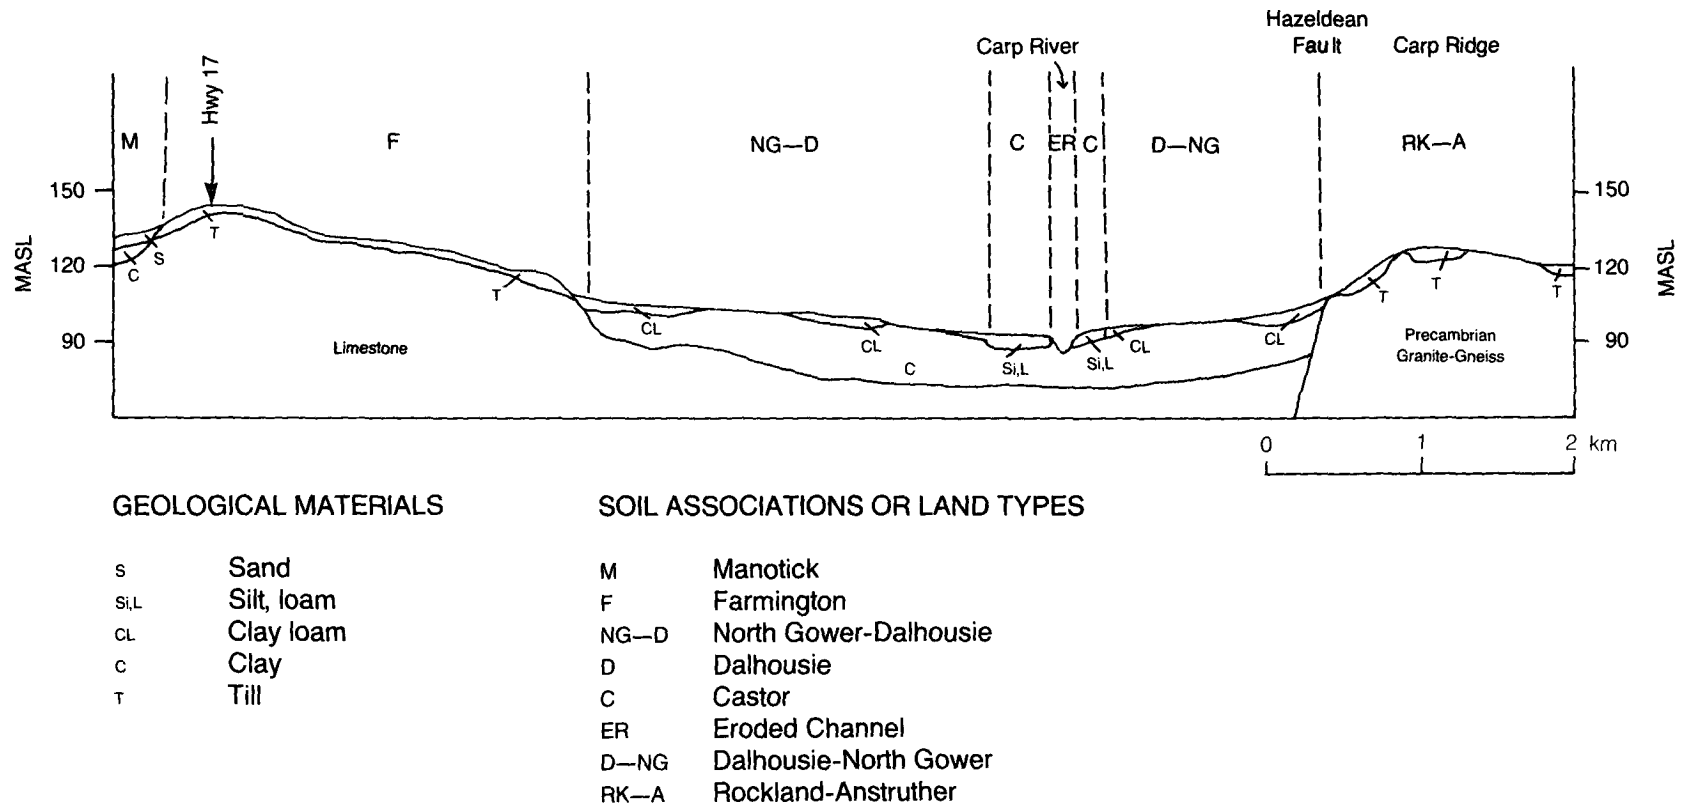 Hazeldean
Fault
Carp River
Carp Ridge
Hwy 17
M
F
NG—D
C
ER
C
D—NG
RK—A
150
120
90
MASL
150
120
90
MASL
C
S
T
T
CL
CL
C
Si,L
Si,L
CL
CL
T
T
T
Limestone
Precambrian
Granite-Gneiss
0 1 2 km
GEOLOGICAL MATERIALS
S Sand
Si,L Silt, loam
CL Clay loam
C Clay
T Till
SOIL ASSOCIATIONS OR LAND TYPES
M Manotick
F Farmington
NG—D North Gower-Dalhousie
D Dalhousie
C Castor
ER Eroded Channel
D—NG Dalhousie-North Gower
RK—A Rockland-Anstruther